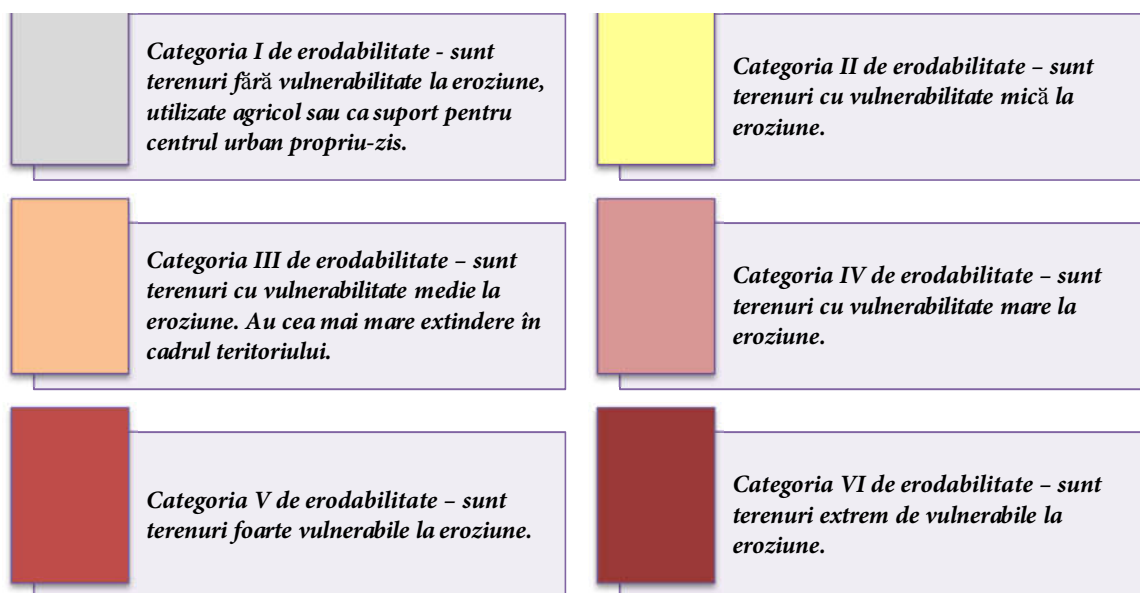 Categoria I de erodabilitate - sunt
terenuri fără vulnerabilitate la eroziune,
utilizate agricol sau ca suport pentru
centrul urban propriu-zis.
Categoria II de erodabilitate – sunt
terenuri cu vulnerabilitate mică la
eroziune.
Categoria III de erodabilitate – sunt
terenuri cu vulnerabilitate medie la
eroziune. Au cea mai mare extindere în
cadrul teritoriului.
Categoria IV de erodabilitate – sunt
terenuri cu vulnerabilitate mare la
eroziune.
Categoria V de erodabilitate – sunt
terenuri foarte vulnerabile la eroziune.
Categoria VI de erodabilitate – sunt
terenuri extrem de vulnerabile la
eroziune.